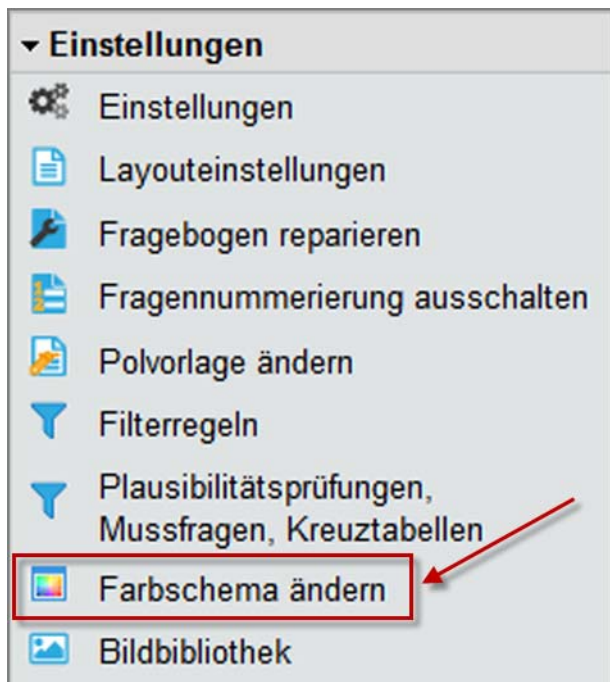 Einstellungen
Einstellungen
Layouteinstellungen
Fragebogen reparieren
Fragennummerierung ausschalten
Polvorlage ändern
Filterregeln
Plausibilitätsprüfungen,
Mussfragen, Kreuztabellen
Farbschema ändern
Bildbibliothek